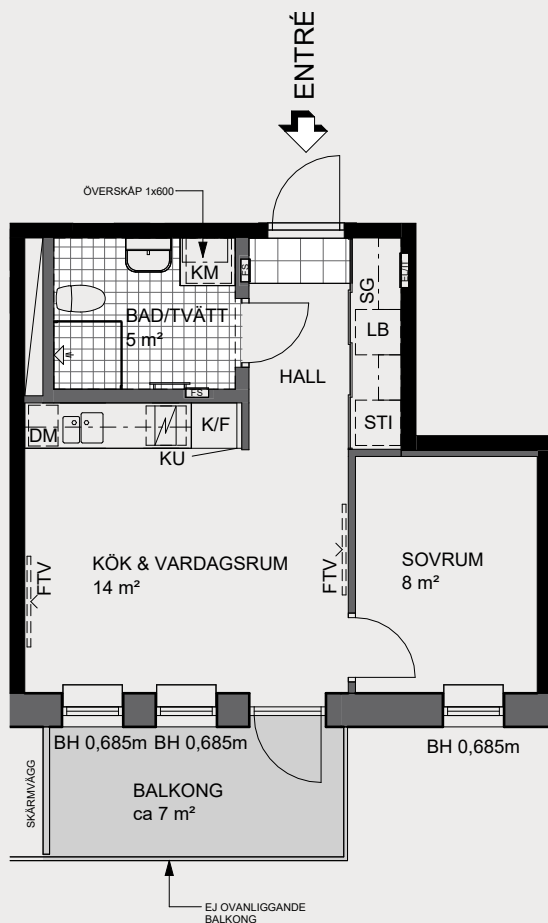 ENTRÉ
ÖVERSKÅP 1x600
KM
FS
SG
EL/IT
BAD/TVÄTT
5 m²
LB
HALL
FS
K/F
STI
DM
KU
KÖK & VARDAGSRUM
14 m²
SOVRUM
8 m²
FTV
FTV
BH 0,685m
BH 0,685m
BH 0,685m
BALKONG
ca 7 m²
SKÄRMVÄGG
EJ OVANLIGGANDE
BALKONG